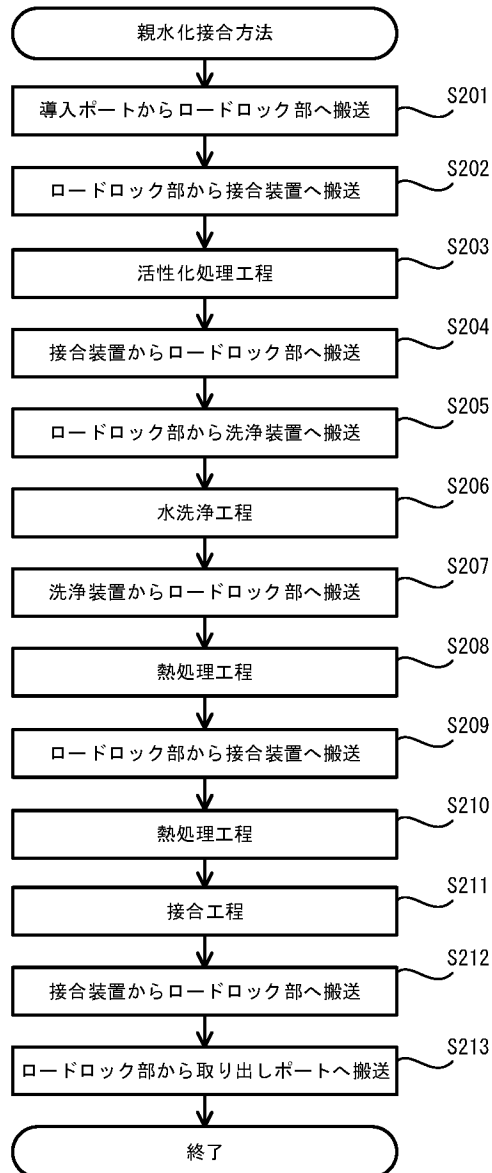 親水化接合方法
導入ポートからロードロック部へ搬送
S201
ロードロック部から接合装置へ搬送
S202
活性化処理工程
S203
接合装置からロードロック部へ搬送
S204
ロードロック部から洗浄装置へ搬送
S205
水洗浄工程
S206
洗浄装置からロードロック部へ搬送
S207
熱処理工程
S208
ロードロック部から接合装置へ搬送
S209
熱処理工程
S210
接合工程
S211
接合装置からロードロック部へ搬送
S212
ロードロック部から取り出しポートへ搬送
S213
終了